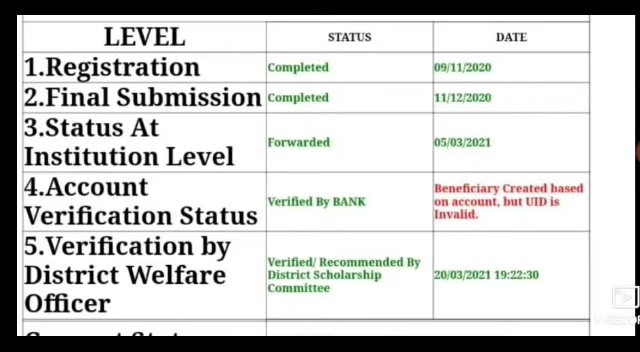 LEVEL STATUS DATE
1.Registration Completed 09/11/2020
2.Final Submission Completed 11/12/2020
3.Status At
Institution Level
Forwarded 05/03/2021
4.Account
Verification Status
Verified By BANK
Beneficiary Created based
on account, but UID is
Invalid.
5.Verification by
District Welfare
Officer
Verified/ Recommended By
District Scholarship
Committee
20/03/2021 19:22:30